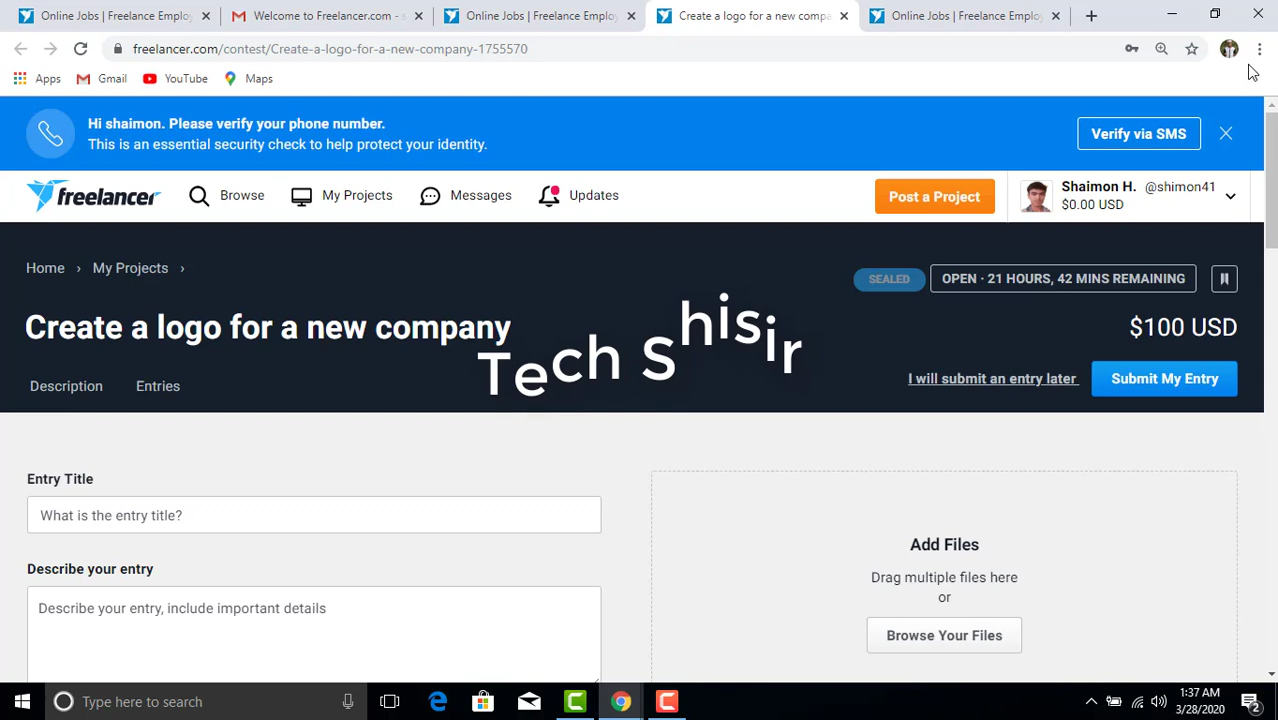 Online Jobs | Freelance Employ
Welcome to Freelancer.com - s
Online Jobs | Freelance Employ
Create a logo for a new compa
Online Jobs | Freelance Employ
freelancer.com/contest/Create-a-logo-for-a-new-company-1755570
Apps Gmail YouTube Maps
Hi shaimon. Please verify your phone number.
This is an essential security check to help protect your identity.
Verify via SMS
freelancer Browse My Projects Messages Updates Post a Project
Shaimon H. @shimon41
$0.00 USD
Home › My Projects ›
SEALED OPEN · 21 HOURS, 42 MINS REMAINING
Create a logo for a new company
$100 USD
Tech Shisir
Description Entries
I will submit an entry later Submit My Entry
Entry Title
What is the entry title?
Describe your entry
Describe your entry, include important details
Add Files
Drag multiple files here
or
Browse Your Files
Type here to search
1:37 AM
3/28/2020
2